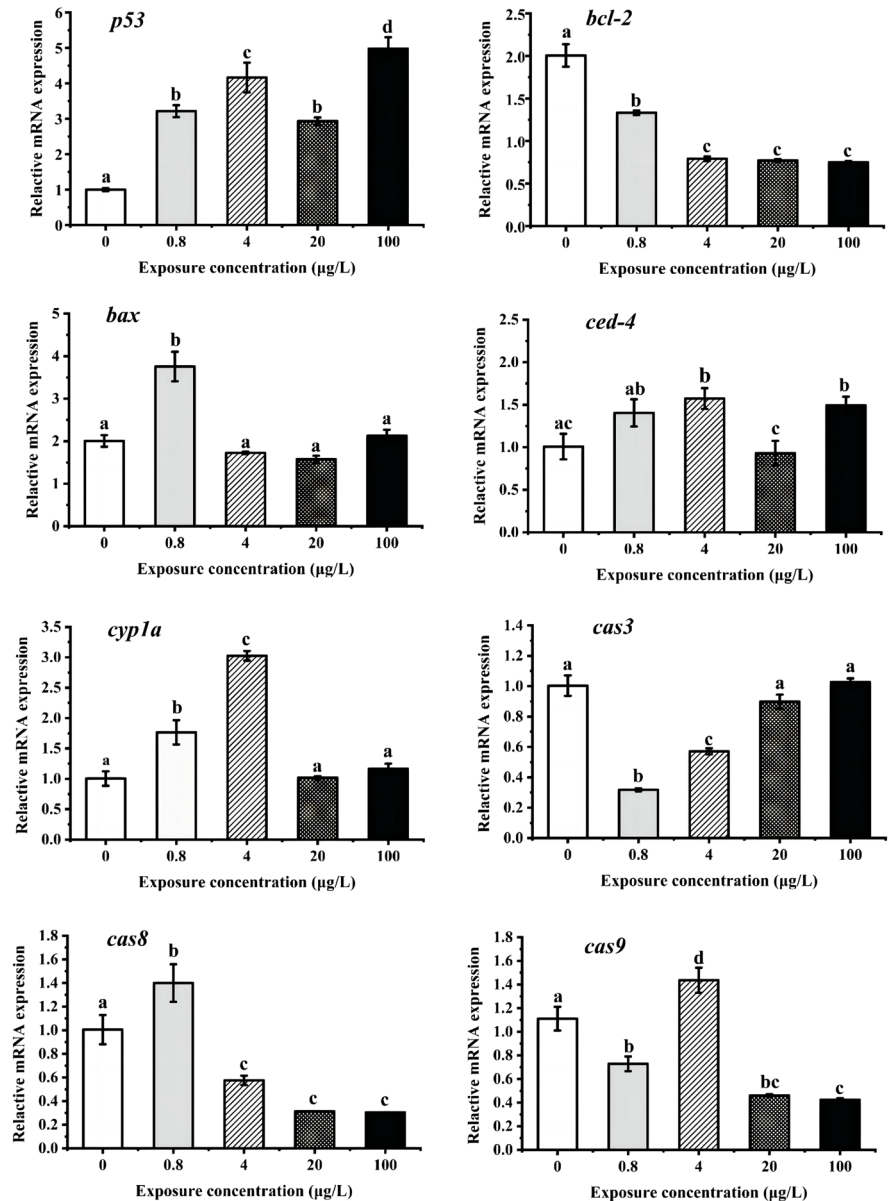 p53
Relactive mRNA expression
6
5
4
3
2
1
0
a
b
c
b
d
0
0.8
4
20
100
Exposure concentration (μg/L)
bcl-2
Relactive mRNA expression
2.5
2.0
1.5
1.0
0.5
0.0
a
b
c
c
c
0
0.8
4
20
100
Exposure concentration (μg/L)
bax
Relactive mRNA expression
5
4
3
2
1
0
a
b
a
a
a
0
0.8
4
20
100
Exposure concentration (μg/L)
ced-4
Relactive mRNA expression
2.5
2.0
1.5
1.0
0.5
0.0
ac
ab
b
c
b
0
0.8
4
20
100
Exposure concentration (μg/L)
cyp1a
Relactive mRNA expression
3.5
3.0
2.5
2.0
1.5
1.0
0.5
0.0
a
b
c
a
a
0
0.8
4
20
100
Exposure concentration (μg/L)
cas3
Relactive mRNA expression
1.4
1.2
1.0
0.8
0.6
0.4
0.2
0.0
a
b
c
a
a
0
0.8
4
20
100
Exposure concentration (μg/L)
cas8
Relactive mRNA expression
1.8
1.6
1.4
1.2
1.0
0.8
0.6
0.4
0.2
0.0
a
b
c
c
c
0
0.8
4
20
100
Exposure concentration (μg/L)
cas9
Relactive mRNA expression
1.8
1.6
1.4
1.2
1.0
0.8
0.6
0.4
0.2
0.0
a
b
d
bc
c
0
0.8
4
20
100
Exposure concentration (μg/L)